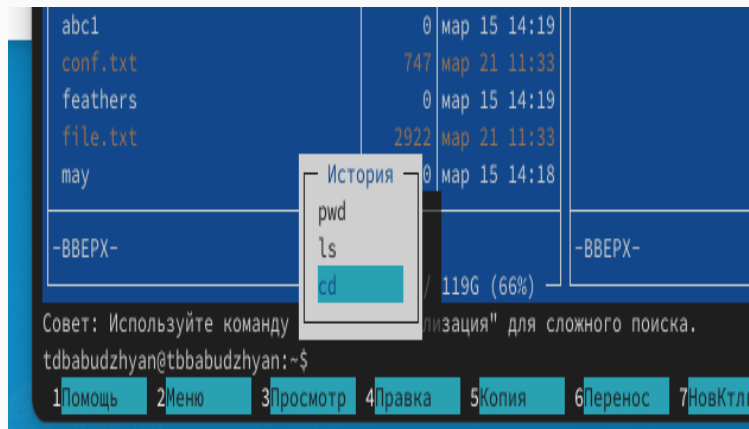 abc1 0 мар 15 14:19
conf.txt 747 мар 21 11:33
feathers 0 мар 15 14:19
file.txt 2922 мар 21 11:33
may 0 мар 15 14:18
История
pwd
ls
cd
-ВВЕРХ- -ВВЕРХ-
/ 119G (66%)
Совет: Используйте команду лизация" для сложного поиска.
tdbabudzhyan@tbbabudzhyan:~$
1Помощь 2Меню 3Просмотр 4Правка 5Копия 6Перенос 7НовКтл